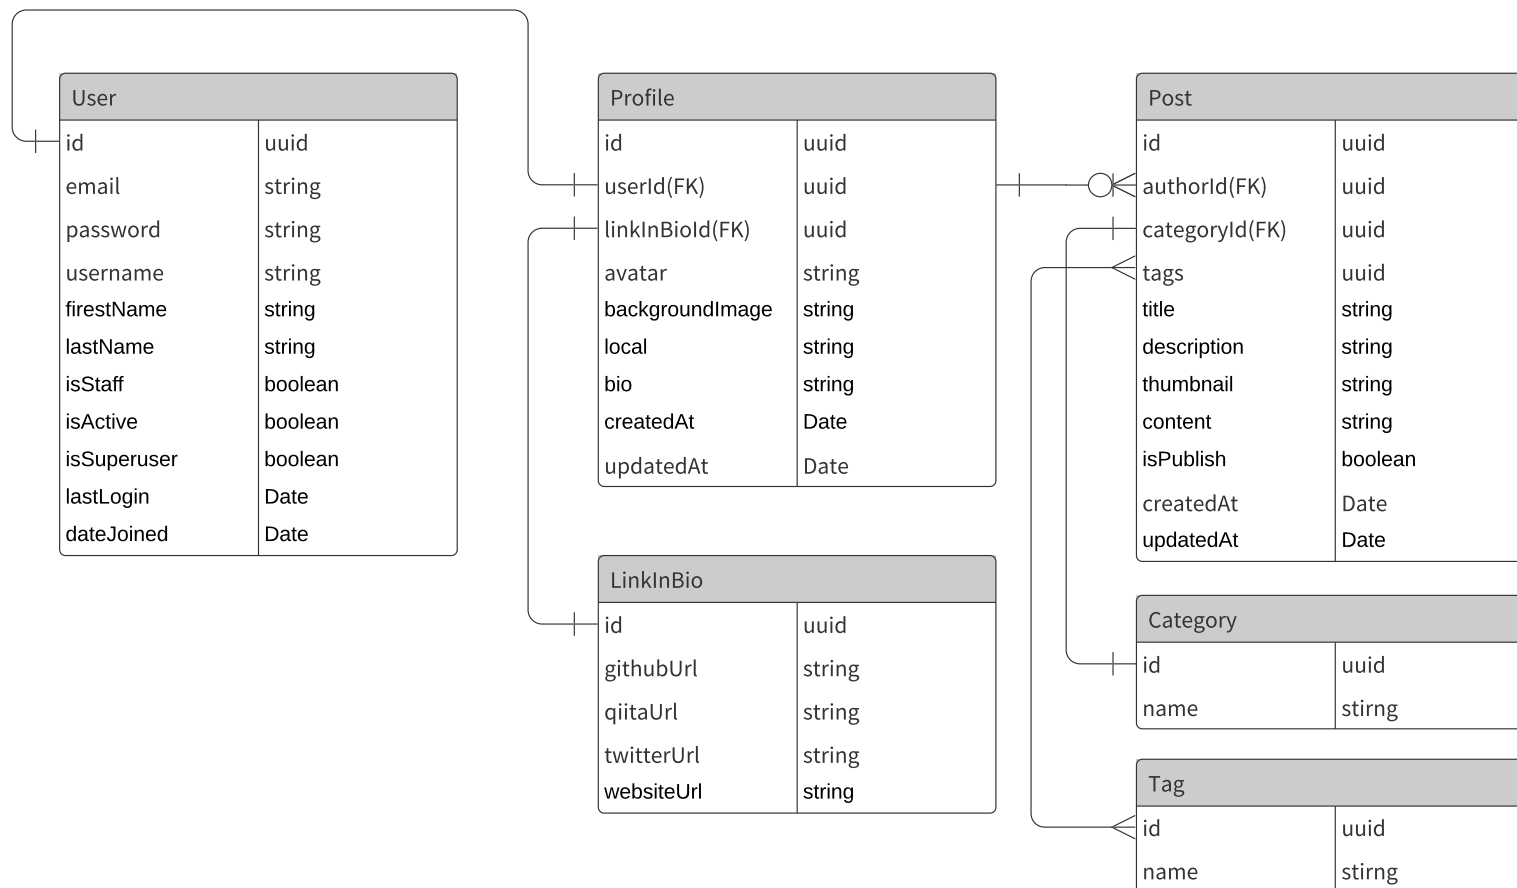 User
id uuid
email string
password string
username string
firestName string
lastName string
isStaff boolean
isActive boolean
isSuperuser boolean
lastLogin Date
dateJoined Date
Profile
id uuid
userId(FK) uuid
linkInBioId(FK) uuid
avatar string
backgroundImage string
local string
bio string
createdAt Date
updatedAt Date
LinkInBio
id uuid
githubUrl string
qiitaUrl string
twitterUrl string
websiteUrl string
Post
id uuid
authorId(FK) uuid
categoryId(FK) uuid
tags uuid
title string
description string
thumbnail string
content string
isPublish boolean
createdAt Date
updatedAt Date
Category
id uuid
name stirng
Tag
id uuid
name stirng